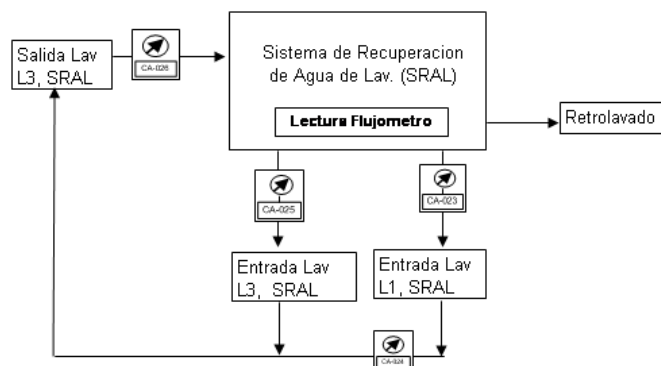 Salida Lav
L3, SRAL
CA-026
Sistema de Recuperacion
de Agua de Lav. (SRAL)
Lectura Flujometro
Retrolavado
CA-025
CA-023
Entrada Lav
L3, SRAL
Entrada Lav
L1, SRAL
CA-024